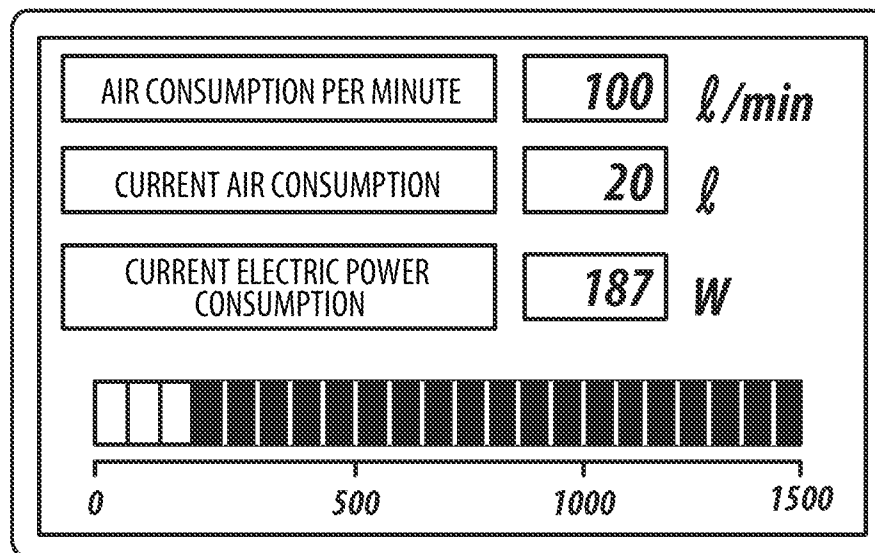 AIR CONSUMPTION PER MINUTE 100 ℓ/min
CURRENT AIR CONSUMPTION 20 ℓ
CURRENT ELECTRIC POWER
CONSUMPTION 187 W
0 500 1000 1500